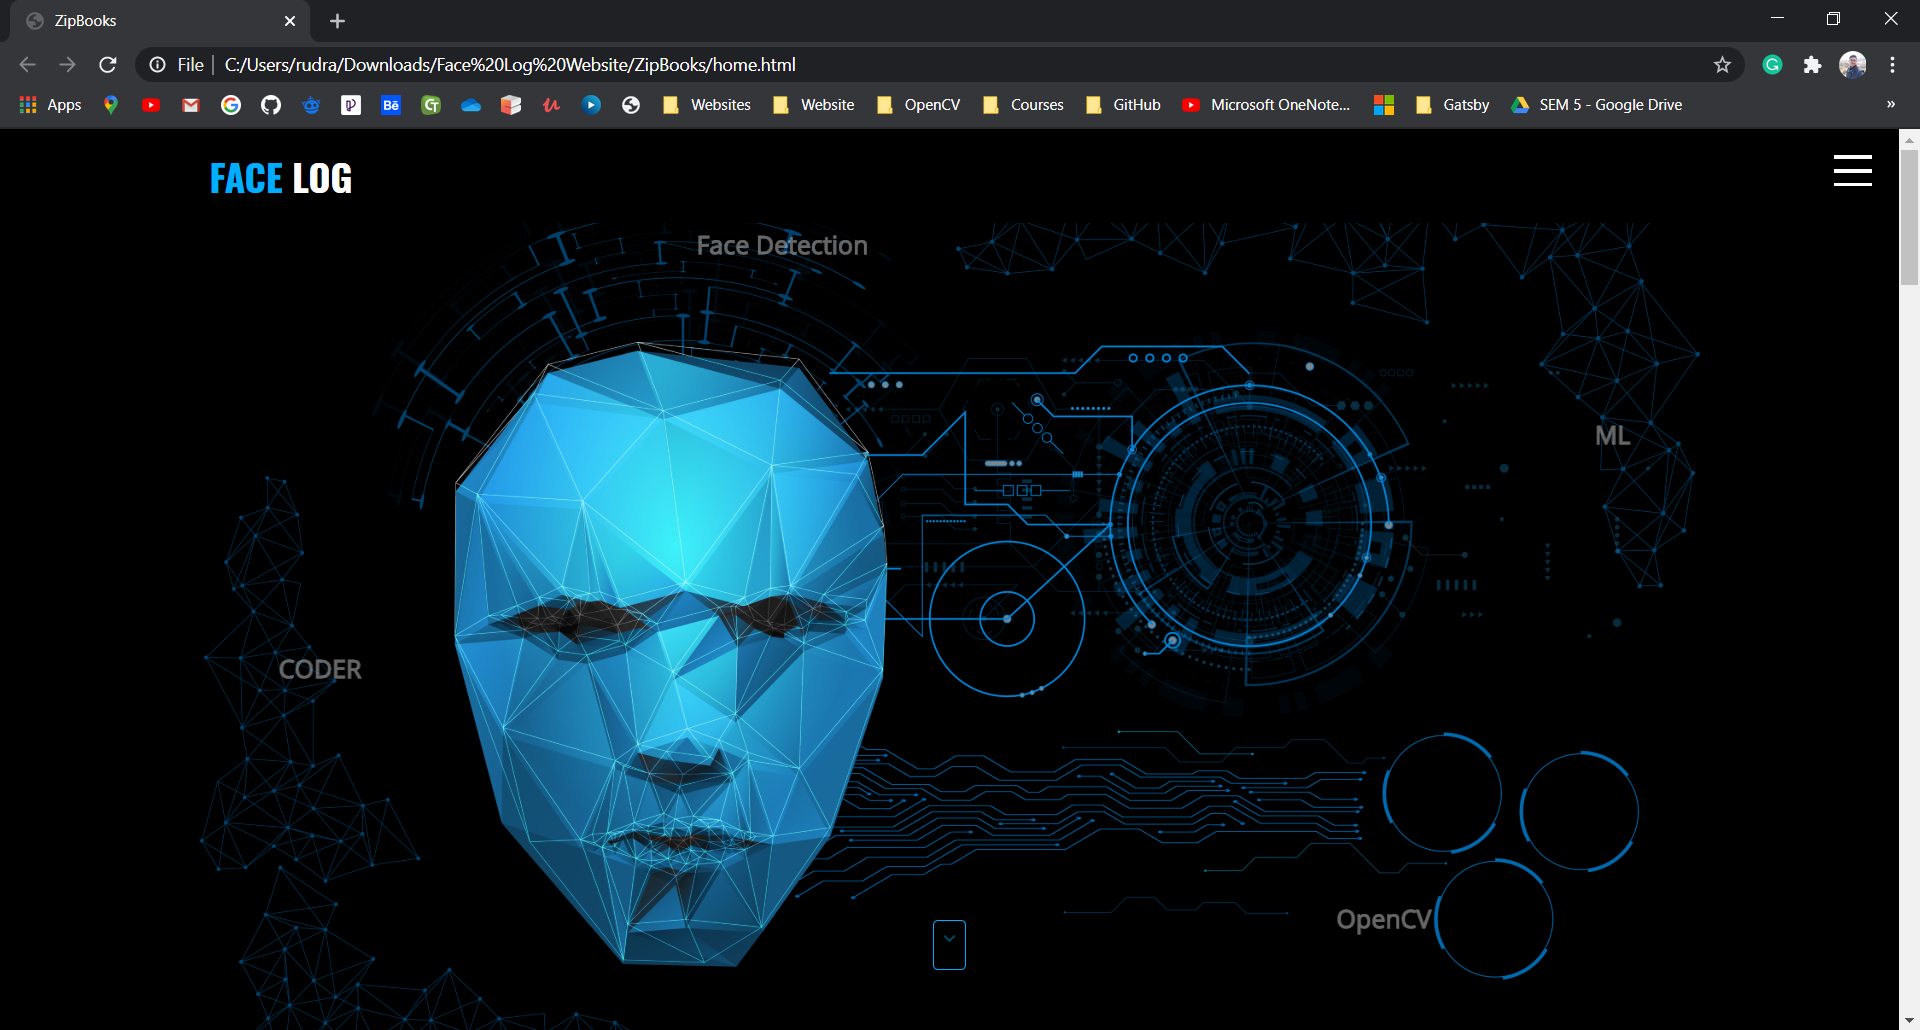 ZipBooks
File
C:/Users/rudra/Downloads/Face%20Log%20Website/ZipBooks/home.html
Apps
Bē
Websites
Website
OpenCV
Courses
GitHub
Microsoft OneNote...
Gatsby
SEM 5 - Google Drive
»
FACE LOG
Face Detection
ML
CODER
OpenCV